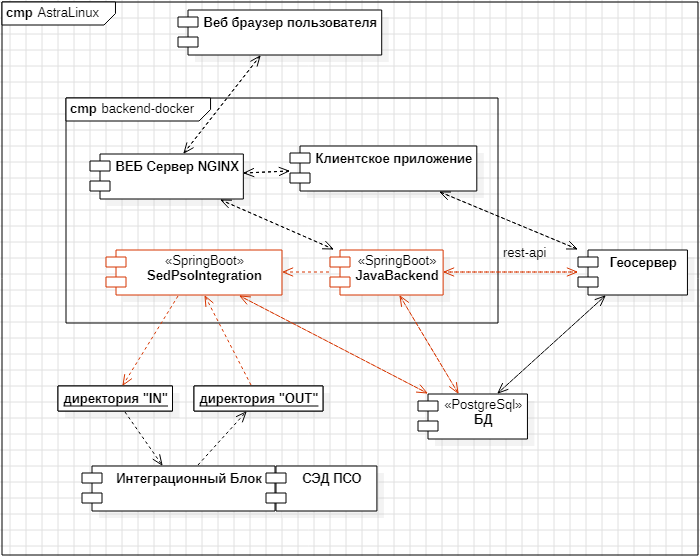 cmp AstraLinux
Веб браузер пользователя
cmp backend-docker
ВЕБ Сервер NGINX
Клиентское приложение
«SpringBoot»
SedPsoIntegration
«SpringBoot»
JavaBackend
rest-api
Геосервер
директория "IN"
директория "OUT"
«PostgreSql»
БД
Интеграционный Блок
СЭД ПСО